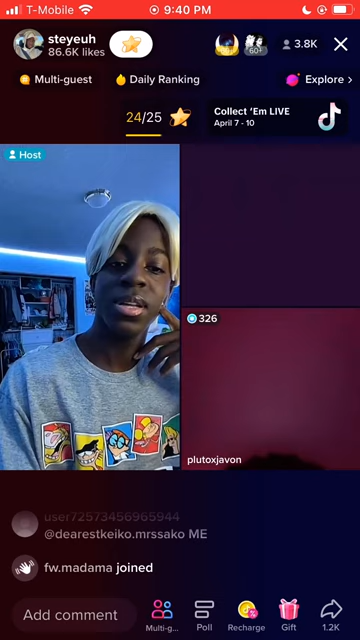 T-Mobile
9:40 PM
steyeuh
86.6K likes
60+
3.8K
Multi-guest
Daily Ranking
Explore
24/25
Collect ‘Em LIVE
April 7 - 10
Host
326
plutoxjavon
user72573456965944
@dearestkeiko.mrssako ME
fw.madama joined
Add comment
Multi-g...
Poll
Recharge
Gift
1.2K